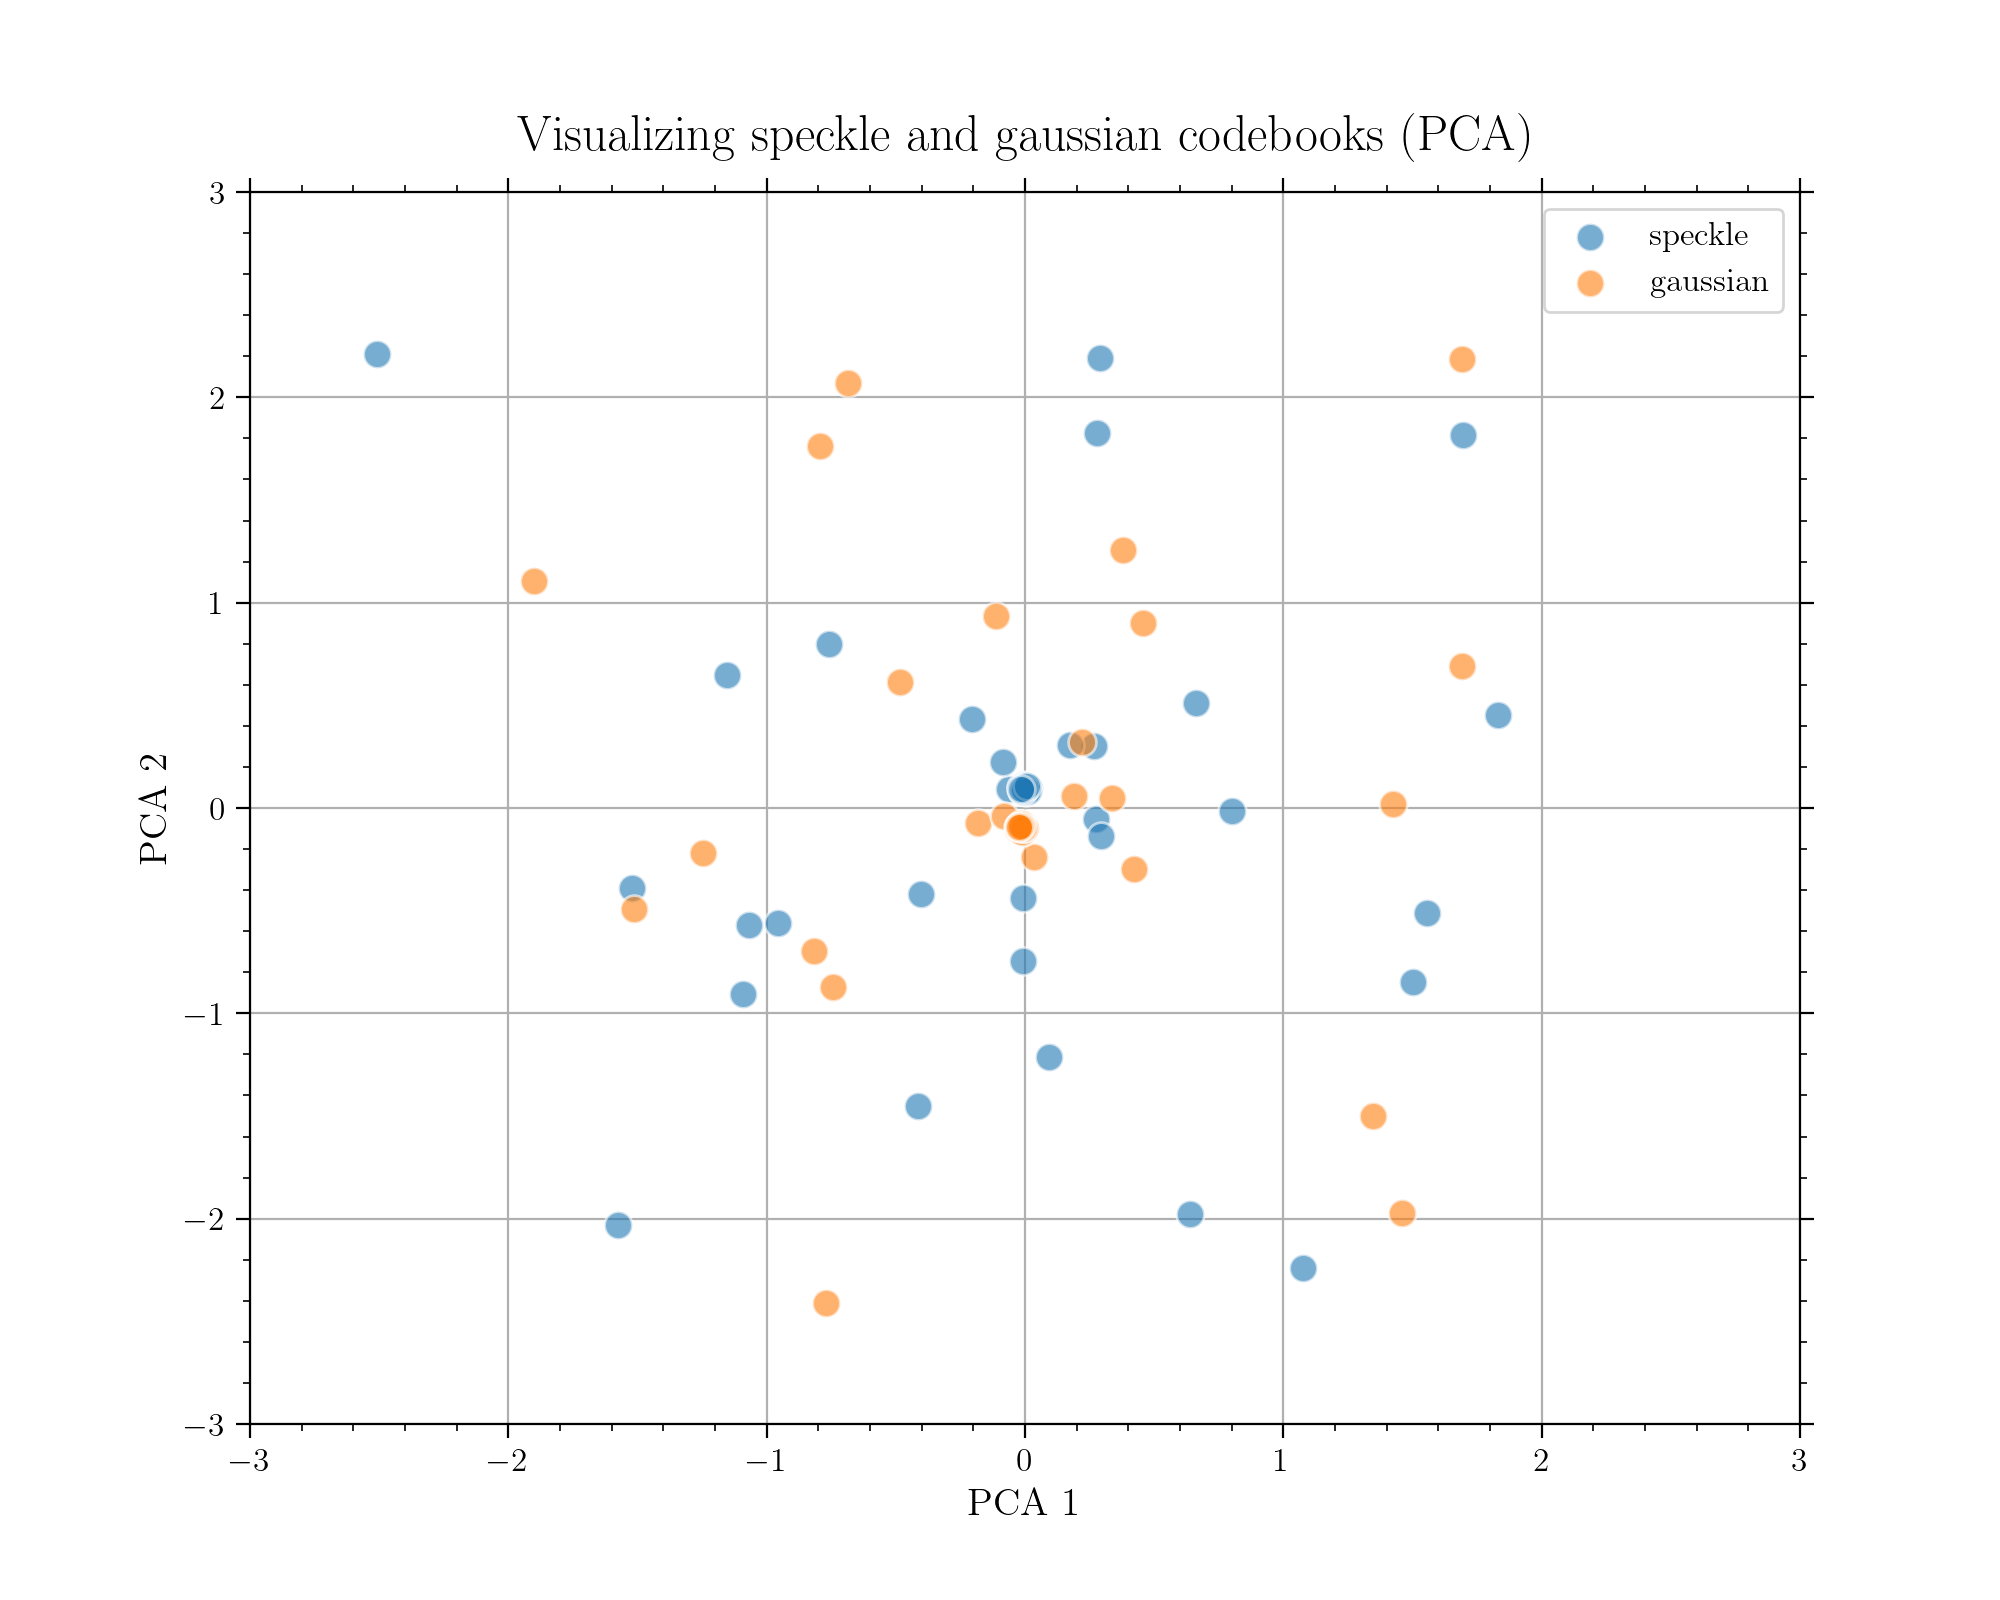 Visualizing speckle and gaussian codebooks (PCA)
speckle
gaussian
3
2
1
0
−1
−2
−3
PCA 2
−3 −2 −1 0 1 2 3
PCA 1